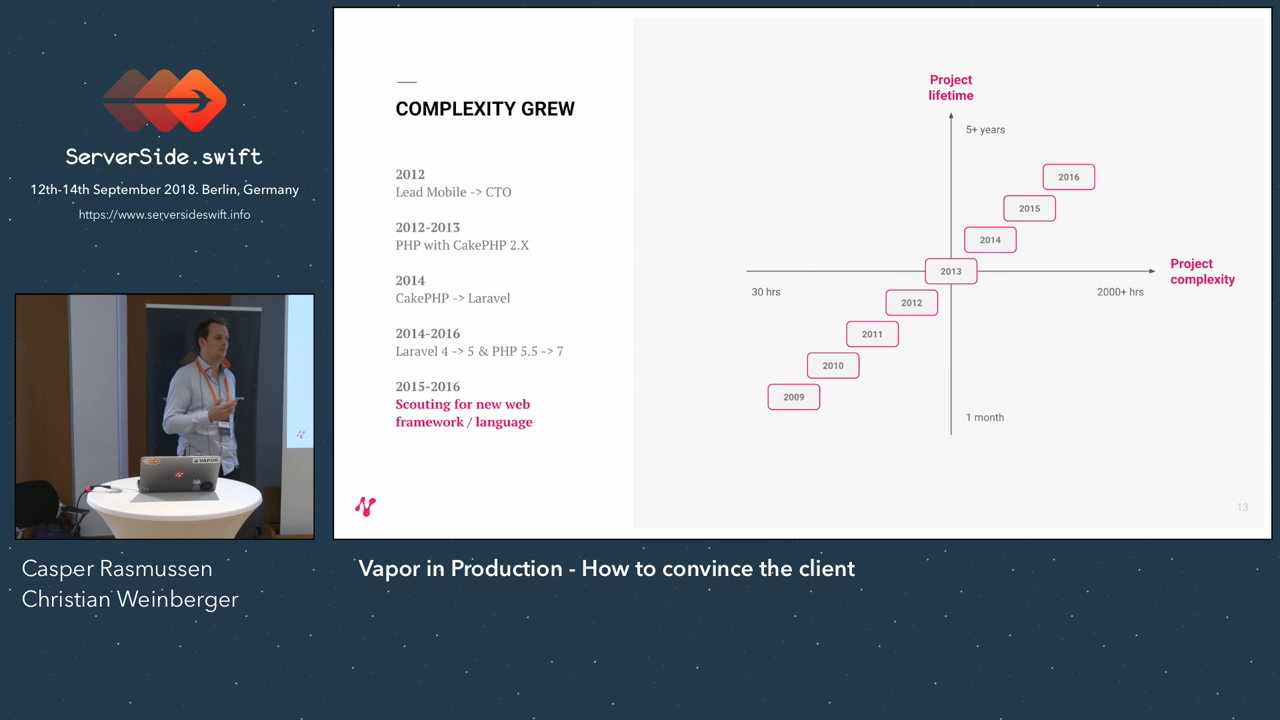 ServerSide.swift
12th-14th September 2018. Berlin, Germany
https://www.serversideswift.info
VAPOR
Casper Rasmussen
Christian Weinberger
COMPLEXITY GREW
2012
Lead Mobile -> CTO
2012-2013
PHP with CakePHP 2.X
2014
CakePHP -> Laravel
2014-2016
Laravel 4 -> 5 & PHP 5.5 -> 7
2015-2016
Scouting for new web
framework / language
Project
lifetime
5+ years
2016
2015
2014
2013
Project
complexity
30 hrs
2000+ hrs
2012
2011
2010
2009
1 month
13
Vapor in Production - How to convince the client